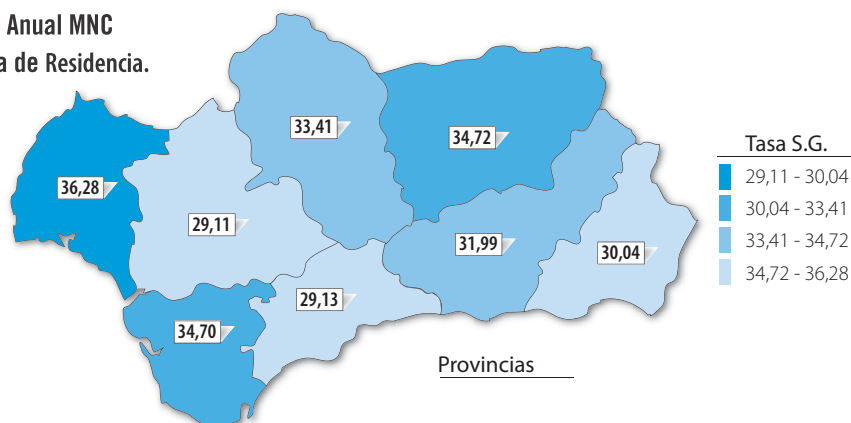 Anual MNC
a de Residencia.
33,41
34,72
36,28
29,11
31,99
30,04
29,13
34,70
Provincias
Tasa S.G.
29,11 - 30,04
30,04 - 33,41
33,41 - 34,72
34,72 - 36,28